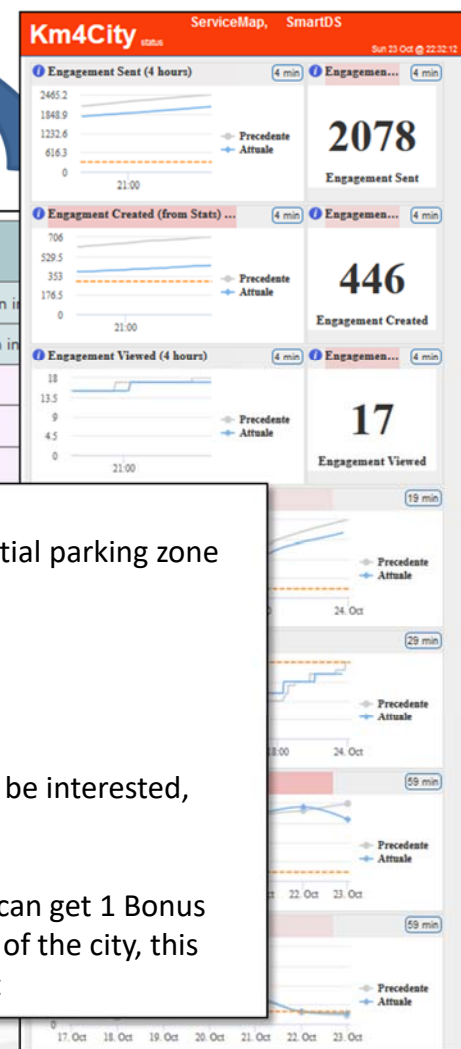 Km4City status
ServiceMap, SmartDS
Sun 23 Oct @ 22:32:12
Engagement Sent (4 hours)
4 min
Engagemen...
4 min
2465.2
1848.9
1232.6
616.3
0
21:00
Precedente
Attuale
2078
Engagement Sent
Engagment Created (from Stats) ...
4 min
Engagemen...
4 min
706
529.5
353
176.5
0
21:00
Precedente
Attuale
446
Engagement Created
Engagement Viewed (4 hours)
4 min
Engagemen...
4 min
18
13.5
9
4.5
0
21:00
Precedente
Attuale
17
Engagement Viewed
n in
n in
tial parking zone
be interested,
can get 1 Bonus
of the city, this
19 min
Precedente
Attuale
24. Oct
29 min
Precedente
Attuale
24. Oct
59 min
Precedente
Attuale
22. Oct
23. Oct
59 min
Precedente
Attuale
0
17. Oct
18. Oct
19. Oct
20. Oct
21. Oct
22. Oct
23. Oct